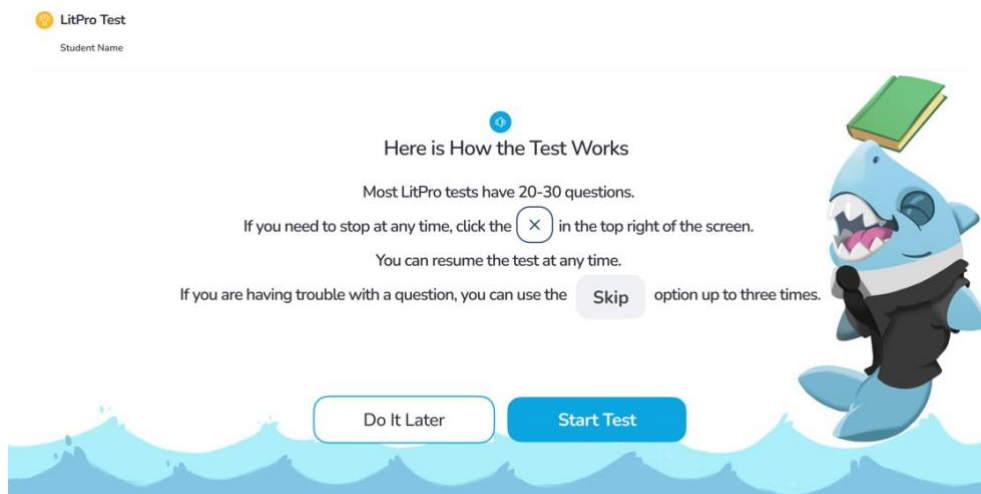 LitPro Test
Student Name
Here is How the Test Works
Most LitPro tests have 20-30 questions.
If you need to stop at any time, click the X in the top right of the screen.
You can resume the test at any time.
If you are having trouble with a question, you can use the Skip option up to three times.
Do It Later
Start Test